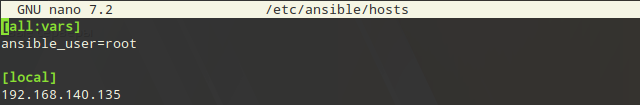 GNU nano 7.2 /etc/ansible/hosts
[all:vars]
ansible_user=root
[local]
192.168.140.135